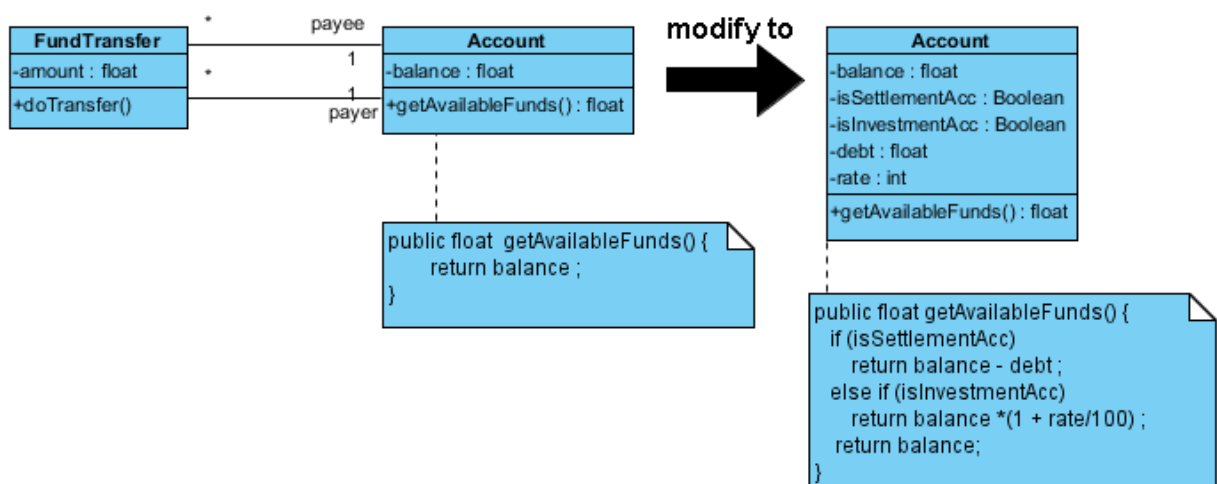 * payee
FundTransfer
-amount : float
+doTransfer()
1
*
1
payer
Account
-balance : float
+getAvailableFunds() : float
public float getAvailableFunds() {
return balance ;
}
modify to
Account
-balance : float
-isSettlementAcc : Boolean
-isInvestmentAcc : Boolean
-debt : float
-rate : int
+getAvailableFunds() : float
public float getAvailableFunds() {
if (isSettlementAcc)
return balance - debt ;
else if (isInvestmentAcc)
return balance *(1 + rate/100) ;
return balance;
}